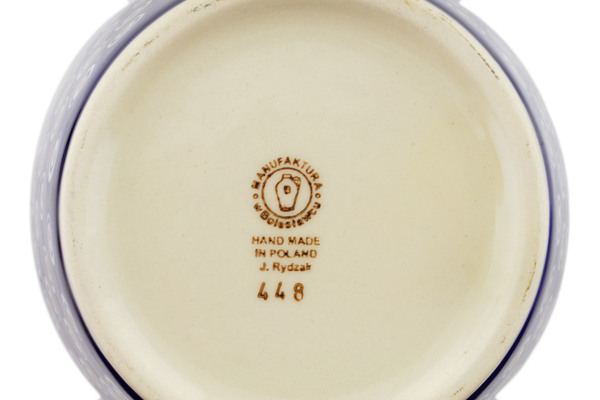 MANUFAKTURA
w Bolesławcu
HAND MADE
IN POLAND
J. Rydzak
448